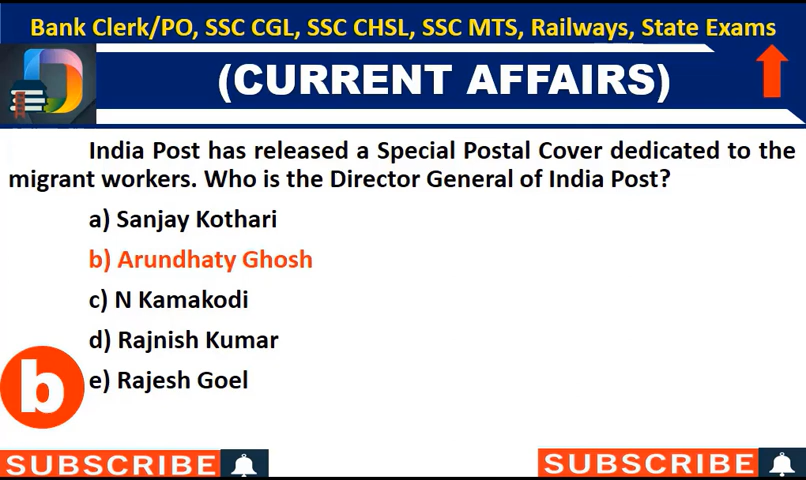 Bank Clerk/PO, SSC CGL, SSC CHSL, SSC MTS, Railways, State Exams
(CURRENT AFFAIRS)
India Post has released a Special Postal Cover dedicated to the
migrant workers. Who is the Director General of India Post?
a) Sanjay Kothari
b) Arundhaty Ghosh
c) N Kamakodi
d) Rajnish Kumar
e) Rajesh Goel
b
SUBSCRIBE
SUBSCRIBE